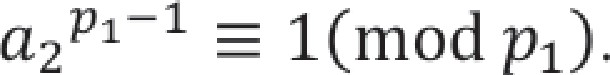 a₂^{p₁−1} ≡ 1(mod p₁).